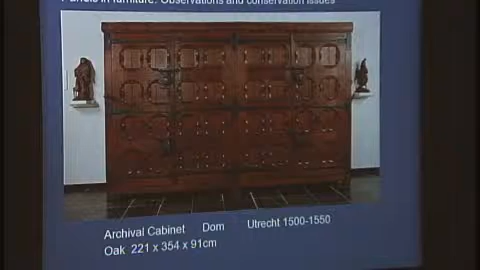 Panels in furniture: Observations and conservation issues
Archival Cabinet Dom Utrecht 1500-1550
Oak 221 x 354 x 91cm